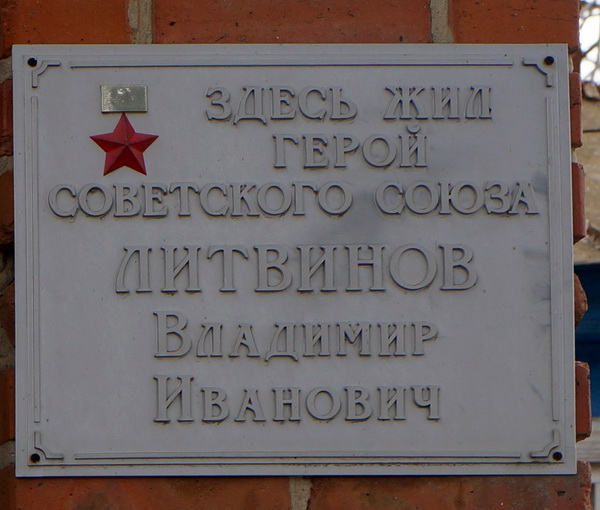 ЗДЕСЬ ЖИЛ
ГЕРОЙ
СОВЕТСКОГО СОЮЗА
ЛИТВИНОВ
Владимир
Иванович